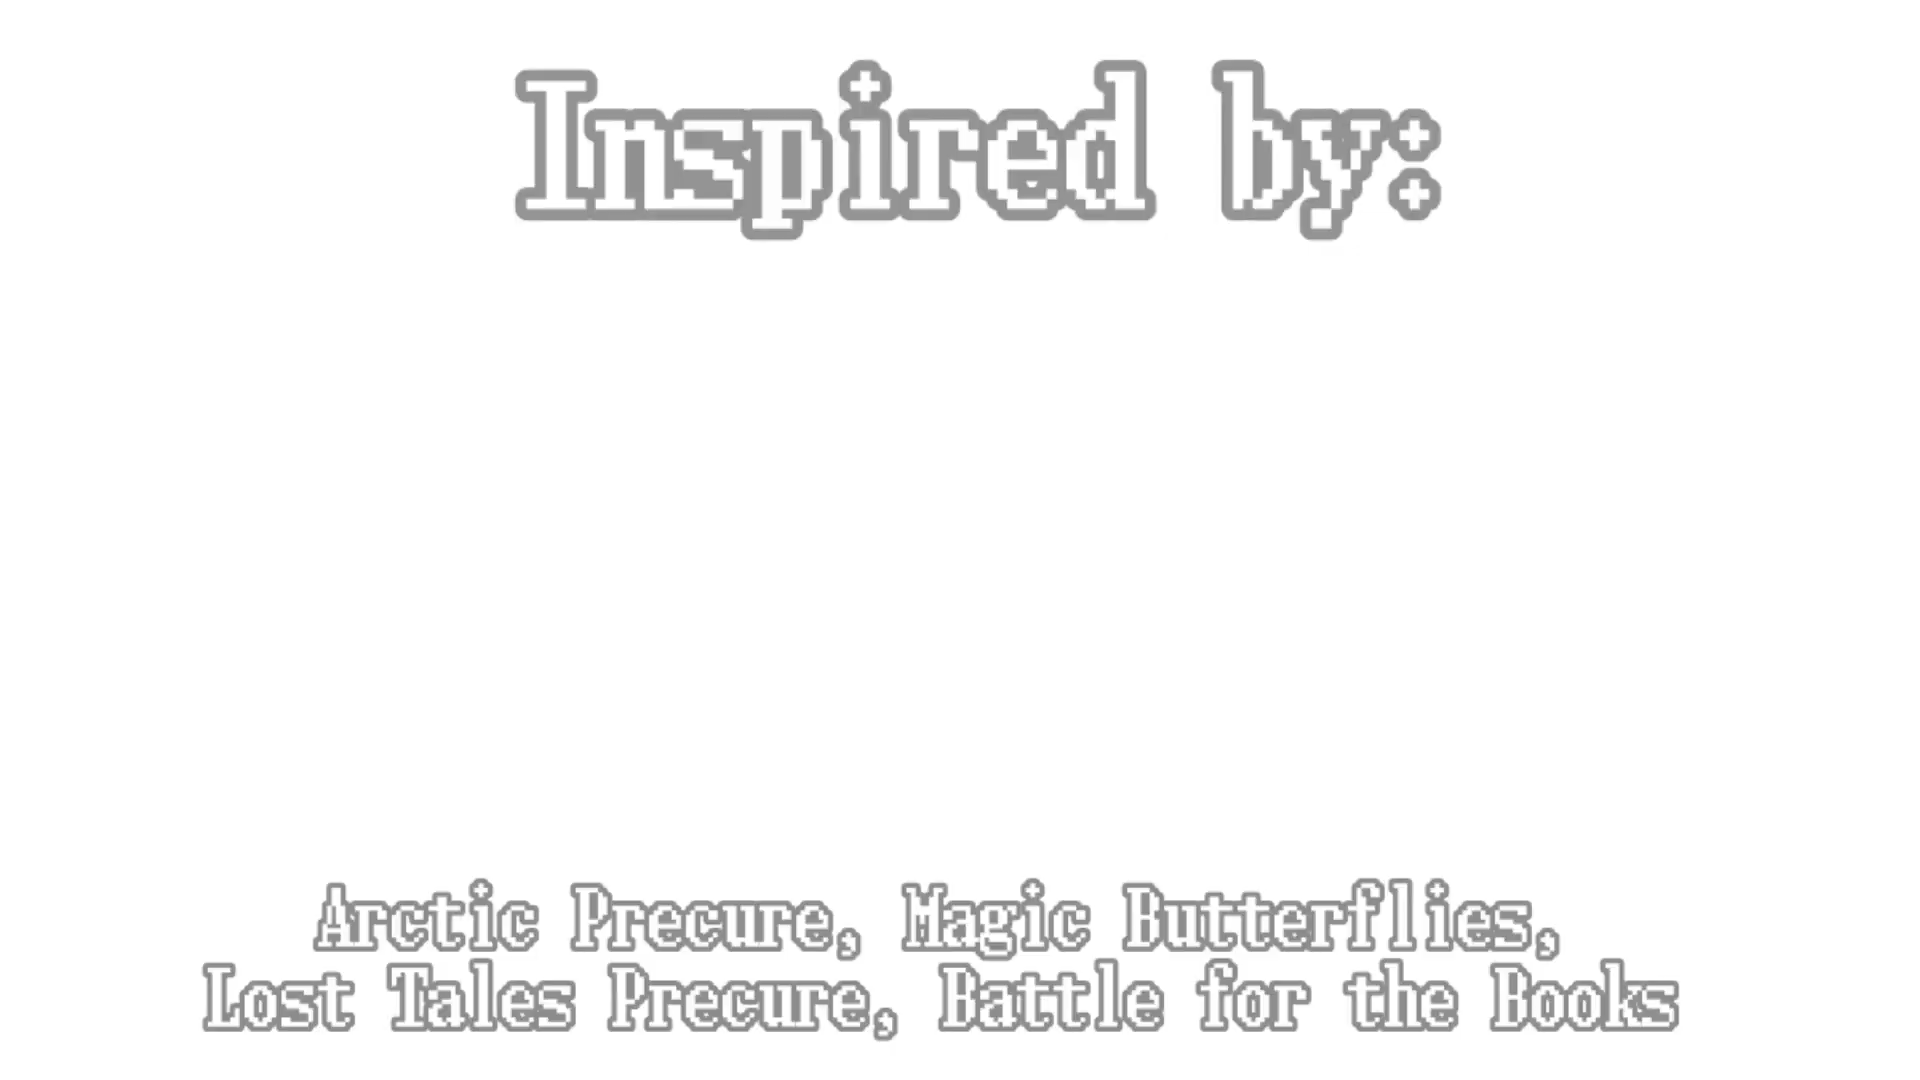 Inspired by:
Arctic Precure, Magic Butterflies,
Lost Tales Precure, Battle for the Books